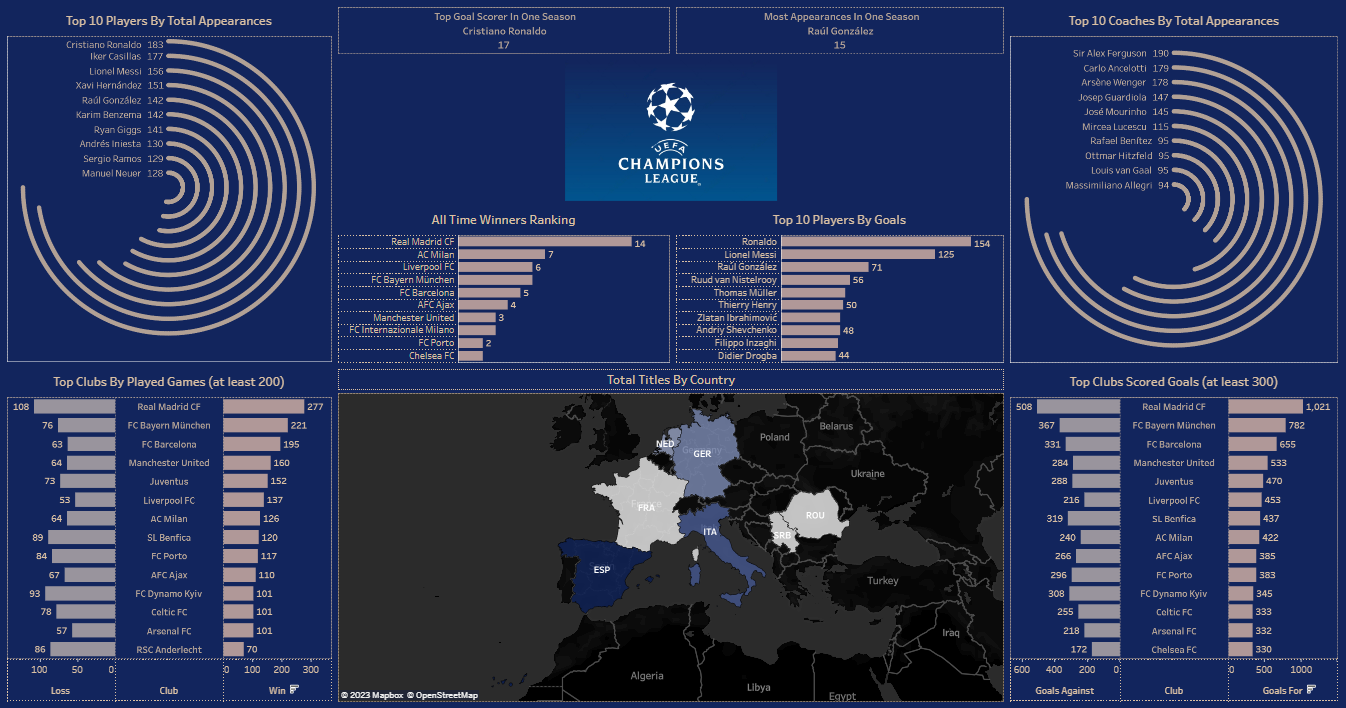 Top 10 Players By Total Appearances
Cristiano Ronaldo 183
Iker Casillas 177
Lionel Messi 156
Xavi Hernández 151
Raúl González 142
Karim Benzema 142
Ryan Giggs 141
Andrés Iniesta 130
Sergio Ramos 129
Manuel Neuer 128
Top Goal Scorer In One Season
Cristiano Ronaldo
17
Most Appearances In One Season
Raúl González
15
UEFA
CHAMPIONS
LEAGUE
Top 10 Coaches By Total Appearances
Sir Alex Ferguson 190
Carlo Ancelotti 179
Arsène Wenger 178
Josep Guardiola 147
José Mourinho 145
Mircea Lucescu 115
Rafael Benítez 95
Ottmar Hitzfeld 95
Louis van Gaal 95
Massimiliano Allegri 94
All Time Winners Ranking
Real Madrid CF 14
AC Milan 7
Liverpool FC 6
FC Bayern München
FC Barcelona 5
AFC Ajax 4
Manchester United 3
FC Internazionale Milano
FC Porto 2
Chelsea FC
Top 10 Players By Goals
Ronaldo 154
Lionel Messi 125
Raúl González 71
Ruud van Nistelrooy 56
Thomas Müller
Thierry Henry 50
Zlatan Ibrahimović
Andriy Shevchenko 48
Filippo Inzaghi
Didier Drogba 44
Top Clubs By Played Games (at least 200)
108 Real Madrid CF 277
76 FC Bayern München 221
63 FC Barcelona 195
64 Manchester United 160
73 Juventus 152
53 Liverpool FC 137
64 AC Milan 126
89 SL Benfica 120
84 FC Porto 117
67 AFC Ajax 110
93 FC Dynamo Kyiv 101
78 Celtic FC 101
57 Arsenal FC 101
86 RSC Anderlecht 70
100 50 0 0 100 200 300
Loss Club Win
Total Titles By Country
Belarus
Poland
NED
GER
Ukraine
FRA
ROU
ITA
SRB
ESP
Turkey
Iraq
Algeria
Libya
Egypt
© 2023 Mapbox © OpenStreetMap
Top Clubs Scored Goals (at least 300)
508 Real Madrid CF 1,021
367 FC Bayern München 782
331 FC Barcelona 655
284 Manchester United 533
288 Juventus 470
216 Liverpool FC 453
319 SL Benfica 437
240 AC Milan 422
266 AFC Ajax 385
296 FC Porto 383
308 FC Dynamo Kyiv 345
255 Celtic FC 333
218 Arsenal FC 332
172 Chelsea FC 330
600 400 200 0 0 500 1000
Goals Against Club Goals For